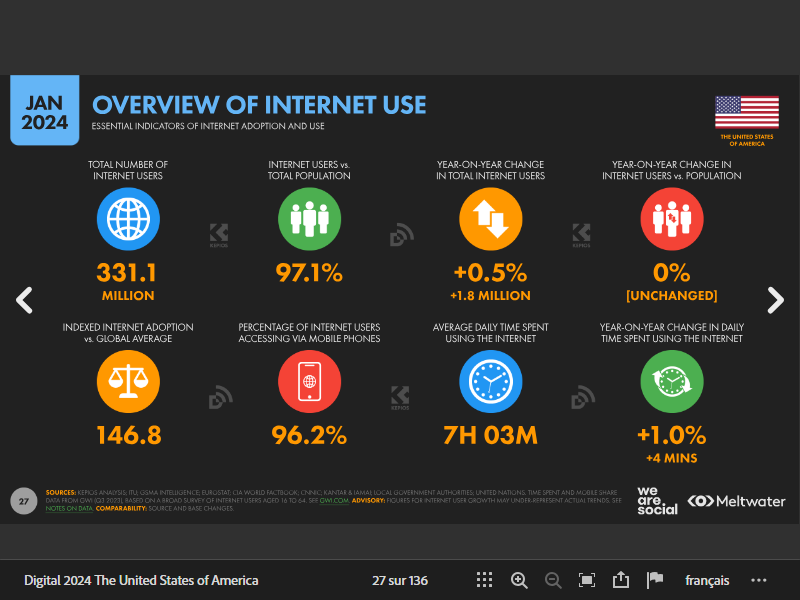 JAN
2024
OVERVIEW OF INTERNET USE
ESSENTIAL INDICATORS OF INTERNET ADOPTION AND USE
THE UNITED STATES
OF AMERICA
TOTAL NUMBER OF
INTERNET USERS
331.1
MILLION
INTERNET USERS vs.
TOTAL POPULATION
97.1%
YEAR-ON-YEAR CHANGE
IN TOTAL INTERNET USERS
+0.5%
+1.8 MILLION
YEAR-ON-YEAR CHANGE IN
INTERNET USERS vs. POPULATION
0%
[UNCHANGED]
KEPIOS
KEPIOS
INDEXED INTERNET ADOPTION
vs. GLOBAL AVERAGE
146.8
PERCENTAGE OF INTERNET USERS
ACCESSING VIA MOBILE PHONES
96.2%
AVERAGE DAILY TIME SPENT
USING THE INTERNET
7H 03M
YEAR-ON-YEAR CHANGE IN DAILY
TIME SPENT USING THE INTERNET
+1.0%
+4 MINS
KEPIOS
27
SOURCES: KEPIOS ANALYSIS; ITU; GSMA INTELLIGENCE; EUROSTAT; CIA WORLD FACTBOOK; CNNIC; KANTAR & IAMAI; LOCAL GOVERNMENT AUTHORITIES; UNITED NATIONS. TIME SPENT AND MOBILE SHARE
DATA FROM GWI (Q3 2023), BASED ON A BROAD SURVEY OF INTERNET USERS AGED 16 TO 64. SEE GWI.COM. ADVISORY: FIGURES FOR INTERNET USER GROWTH MAY UNDER-REPRESENT ACTUAL TRENDS. SEE
NOTES ON DATA. COMPARABILITY: SOURCE AND BASE CHANGES.
we
are.
social
Meltwater
Digital 2024 The United States of America
27 sur 136
français